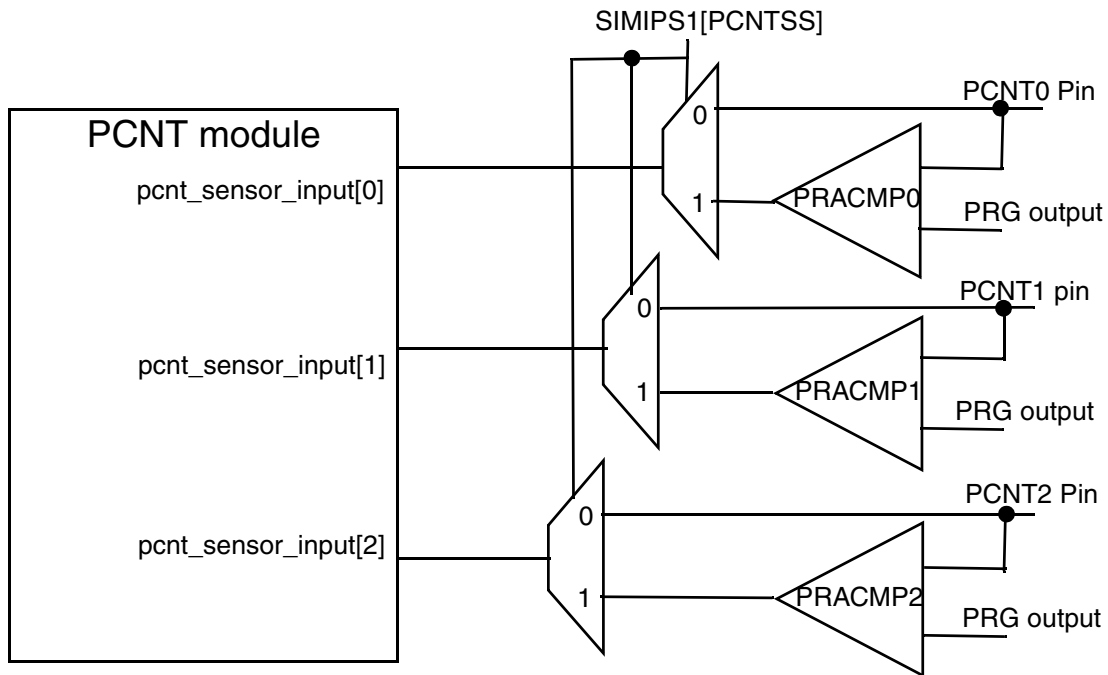 SIMIPS1[PCNTSS]
PCNT module
pcnt_sensor_input[0]
0
PCNT0 Pin
1
PRACMP0
PRG output
pcnt_sensor_input[1]
0
PCNT1 pin
1
PRACMP1
PRG output
pcnt_sensor_input[2]
0
PCNT2 Pin
1
PRACMP2
PRG output